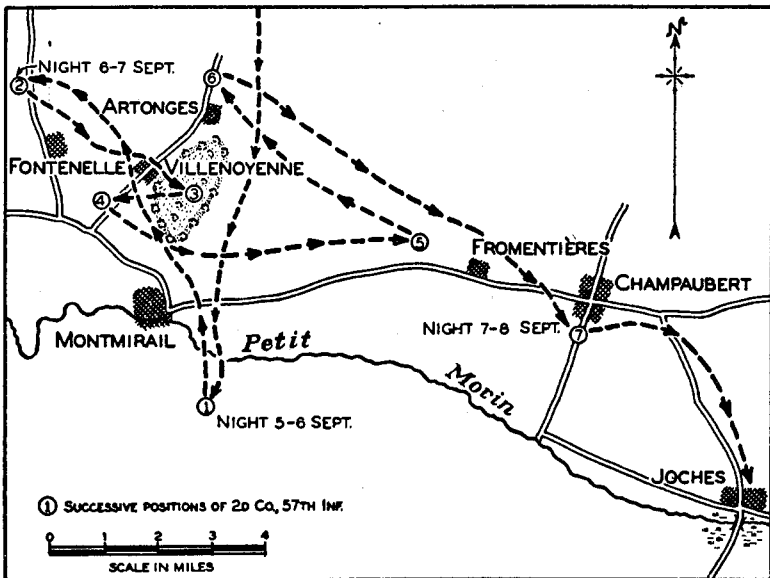 N
Night 6-7 Sept.
2
6
Artonges
Fontenelle
Villenoyenne
4
3
5
Fromentières
Champaubert
Montmirail
Petit
Night 7-8 Sept.
7
Morin
1
Night 5-6 Sept.
Joches
1 Successive positions of 2d Co., 57th Inf.
0 1 2 3 4
Scale in Miles